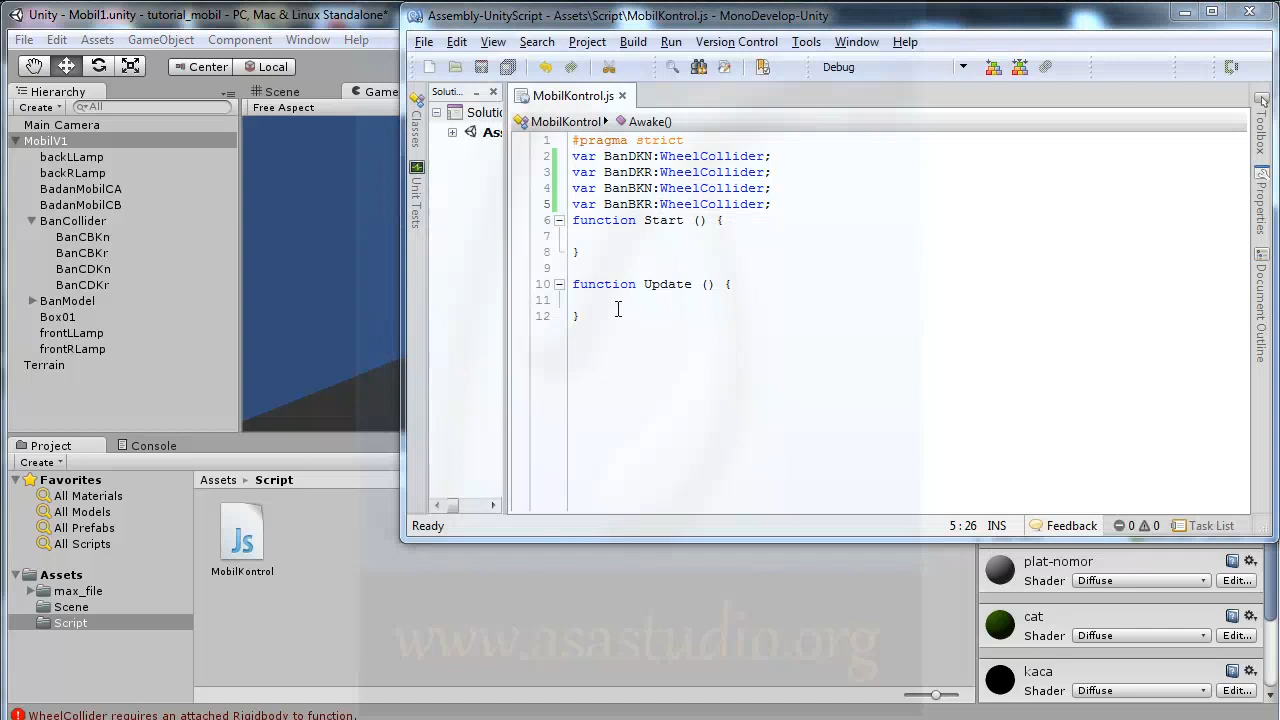 Unity - Mobil1.unity - tutorial_mobil - PC, Mac & Linux Standalone*
File Edit Assets GameObject Component Window Help
Center Local
Hierarchy
Scene Game
Create All
Free Aspect
Main Camera
MobilV1
backLLamp
backRLamp
BadanMobilCA
BadanMobilCB
BanCollider
BanCBKn
BanCBKr
BanCDKn
BanCDKr
BanModel
Box01
frontLLamp
frontRLamp
Terrain
Assembly-UnityScript - Assets\Script\MobilKontrol.js - MonoDevelop-Unity
File Edit View Search Project Build Run Version Control Tools Window Help
Debug
Classes
Unit Tests
Soluti..
Solutio
Ass
MobilKontrol.js
MobilKontrol Awake()
1 #pragma strict
2 var BanDKN:WheelCollider;
3 var BanDKR:WheelCollider;
4 var BanBKN:WheelCollider;
5 var BanBKR:WheelCollider;
6 function Start () {
7
8 }
9
10 function Update () {
11
12 }
Toolbox
Properties
Document Outline
Ready 5 : 26 INS Feedback 0 0 Task List
Project Console
Create
Favorites
All Materials
All Models
All Prefabs
All Scripts
Assets
max_file
Scene
Script
Assets Script
Js
MobilKontrol
www.asastudio.org
plat-nomor
Shader Diffuse Edit...
cat
Shader Diffuse Edit...
kaca
Shader Diffuse Edit...
WheelCollider requires an attached Rigidbody to function.